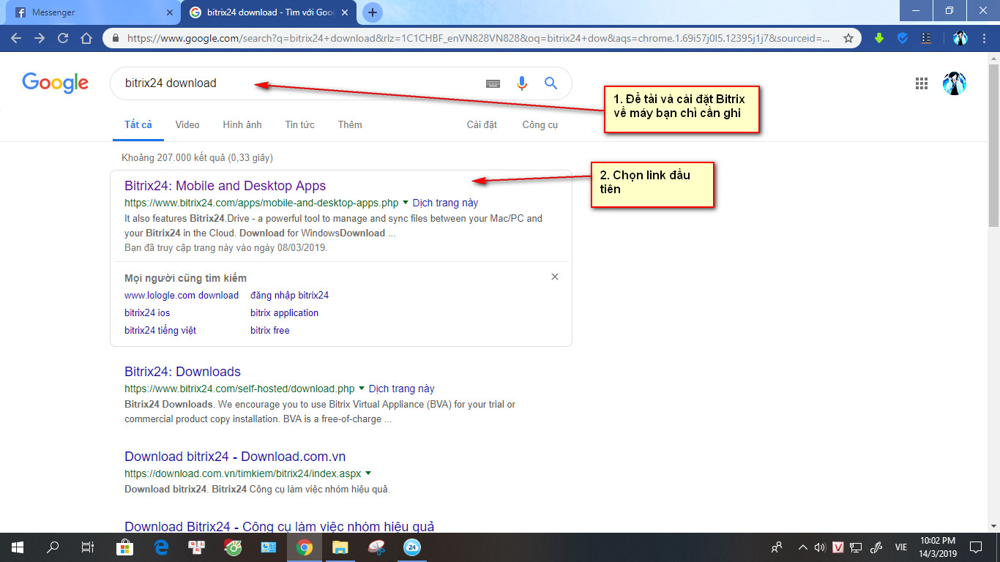 Messenger
bitrix24 download - Tìm với Goo
https://www.google.com/search?q=bitrix24+download&rlz=1C1CHBF_enVN828VN828&oq=bitrix24+dow&aqs=chrome.1.69i57j0l5.12395j1j7&sourceid=...
Google
bitrix24 download
1. Để tải và cài đặt Bitrix
về máy bạn chỉ cần ghi
Tất cả
Video
Hình ảnh
Tin tức
Thêm
Cài đặt
Công cụ
Khoảng 207.000 kết quả (0,33 giây)
2. Chọn link đầu
tiên
Bitrix24: Mobile and Desktop Apps
https://www.bitrix24.com/apps/mobile-and-desktop-apps.php Dịch trang này
It also features Bitrix24.Drive - a powerful tool to manage and sync files between your Mac/PC and
your Bitrix24 in the Cloud. Download for WindowsDownload ...
Bạn đã truy cập trang này vào ngày 08/03/2019.
Mọi người cũng tìm kiếm
www.lologle.com download đăng nhập bitrix24
bitrix24 ios bitrix application
bitrix24 tiếng việt bitrix free
Bitrix24: Downloads
https://www.bitrix24.com/self-hosted/download.php Dịch trang này
Bitrix24 Downloads. We encourage you to use Bitrix Virtual Appliance (BVA) for your trial or
commercial product copy installation. BVA is a free-of-charge ...
Download bitrix24 - Download.com.vn
https://download.com.vn/timkiem/bitrix24/index.aspx
Download bitrix24. Bitrix24 Công cụ làm việc nhóm hiệu quả.
Download Bitrix24 - Công cụ làm việc nhóm hiệu quả
24
V
VIE
10:02 PM
14/3/2019